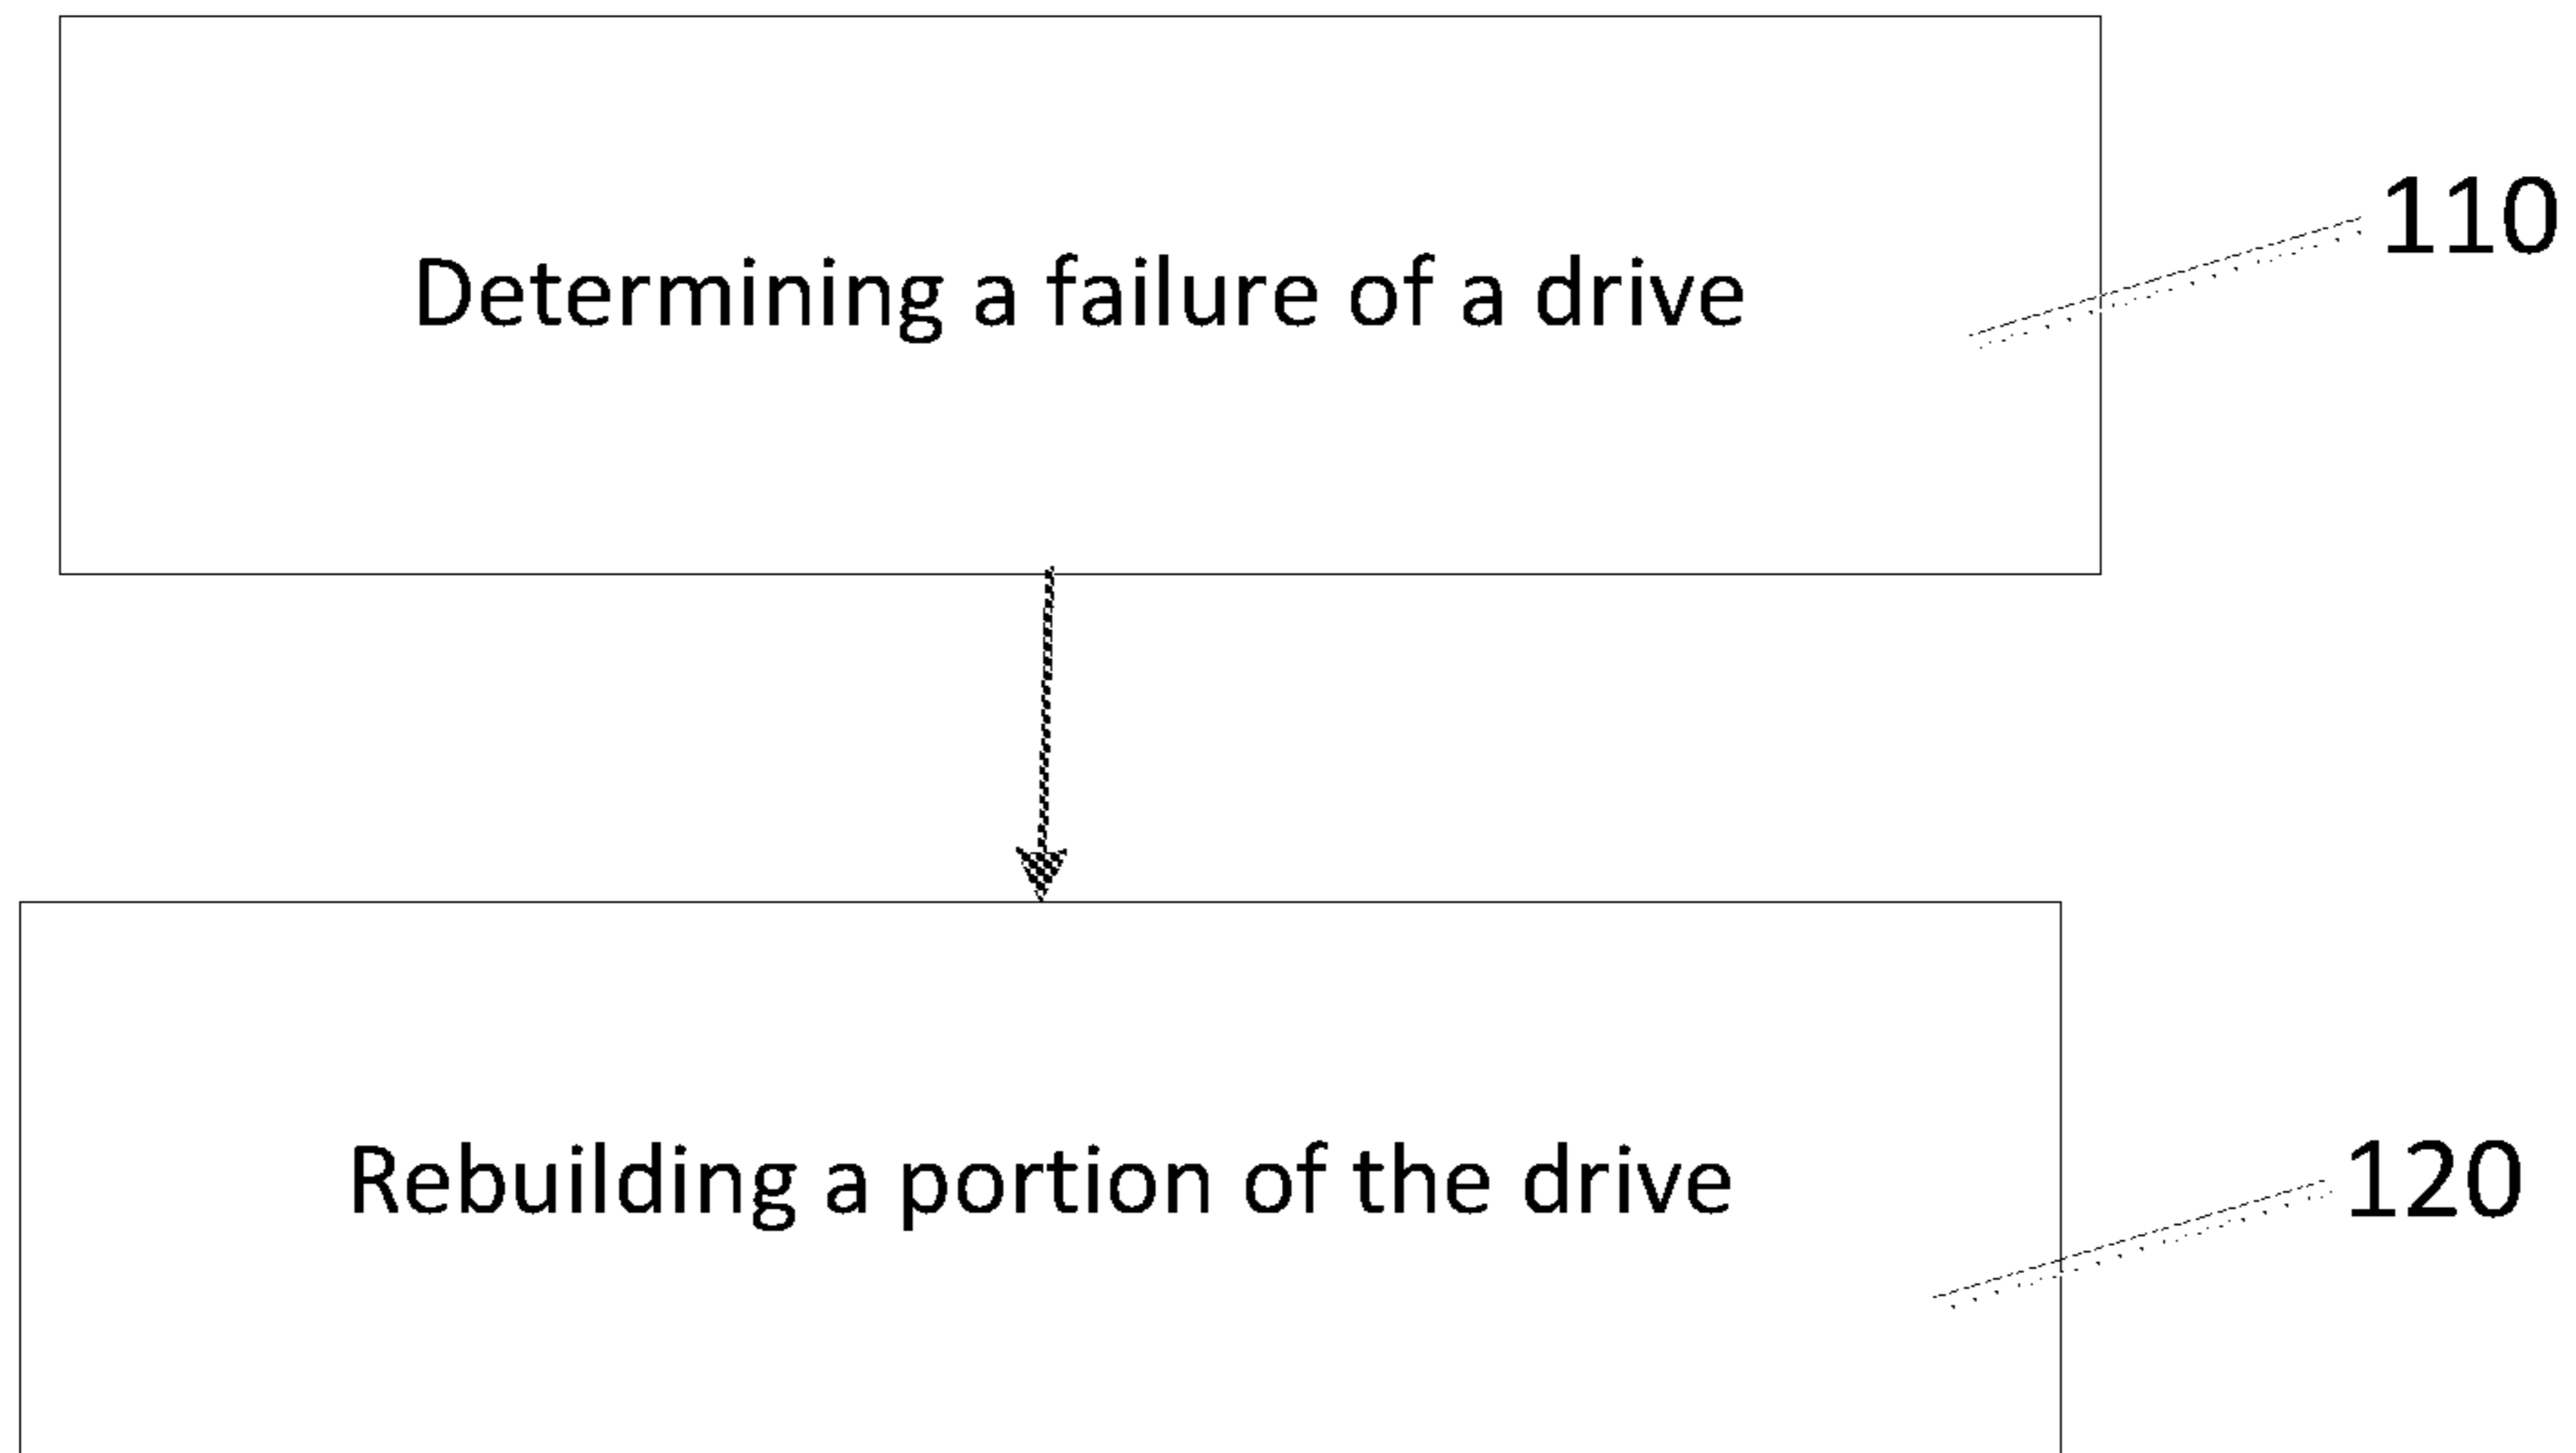 110
Determining a failure of a drive
120
Rebuilding a portion of the drive